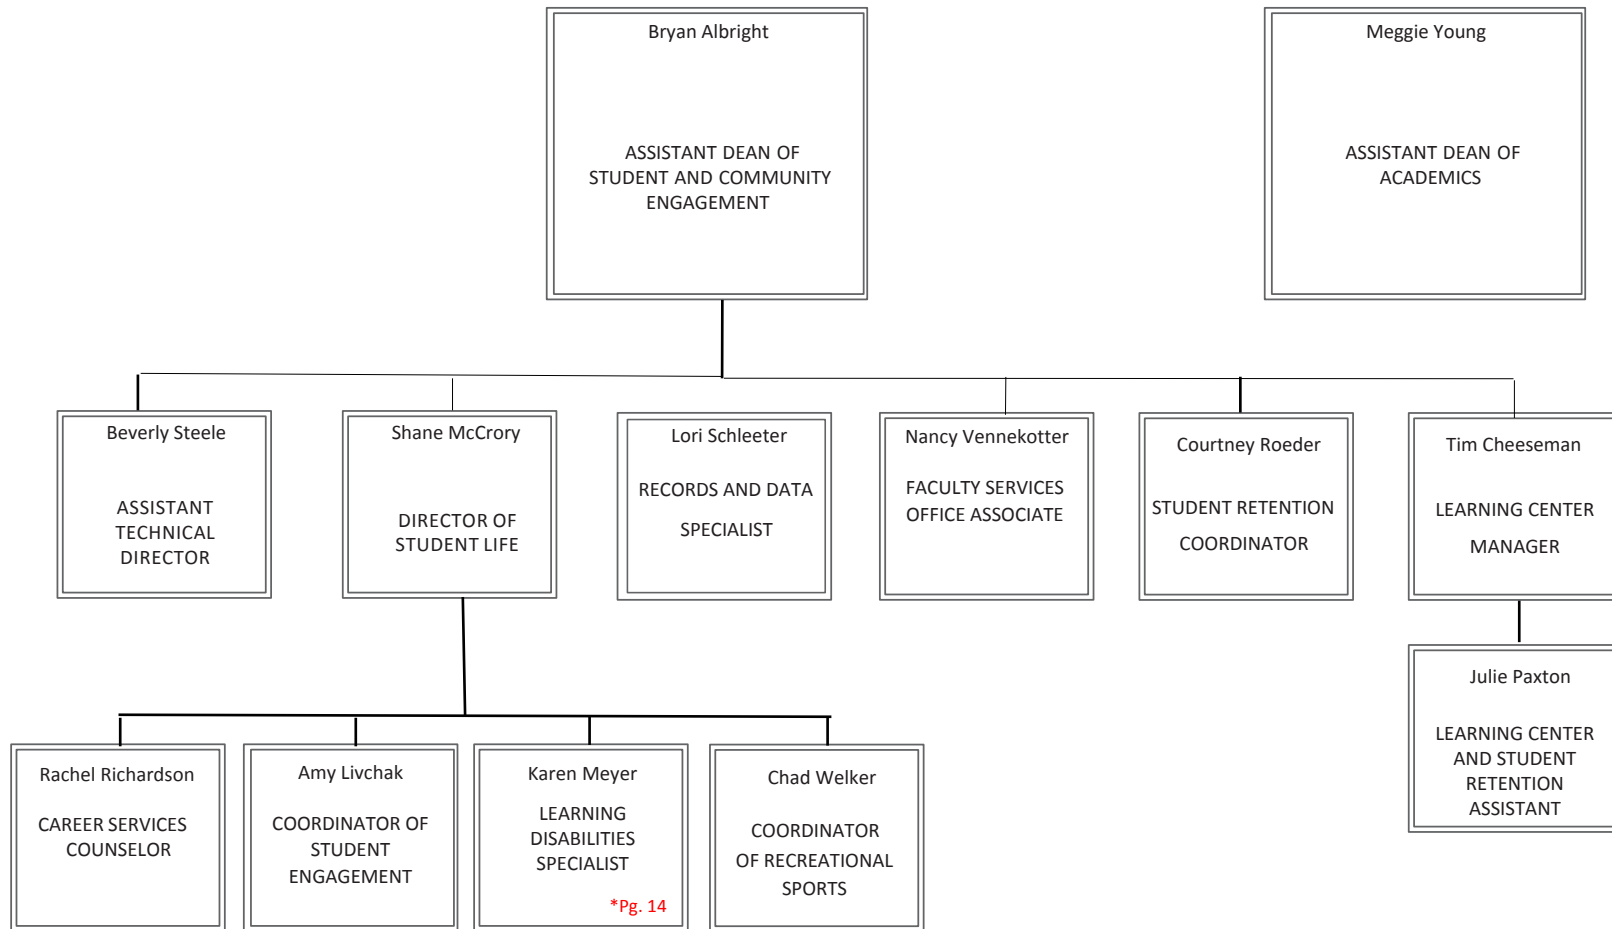 Bryan Albright
ASSISTANT DEAN OF
STUDENT AND COMMUNITY
ENGAGEMENT
Meggie Young
ASSISTANT DEAN OF
ACADEMICS
Beverly Steele
ASSISTANT
TECHNICAL
DIRECTOR
Shane McCrory
DIRECTOR OF
STUDENT LIFE
Lori Schleeter
RECORDS AND DATA
SPECIALIST
Nancy Vennekotter
FACULTY SERVICES
OFFICE ASSOCIATE
Courtney Roeder
STUDENT RETENTION
COORDINATOR
Tim Cheeseman
LEARNING CENTER
MANAGER
Julie Paxton
LEARNING CENTER
AND STUDENT
RETENTION
ASSISTANT
Rachel Richardson
CAREER SERVICES
COUNSELOR
Amy Livchak
COORDINATOR OF
STUDENT
ENGAGEMENT
Karen Meyer
LEARNING
DISABILITIES
SPECIALIST
*Pg. 14
Chad Welker
COORDINATOR
OF RECREATIONAL
SPORTS